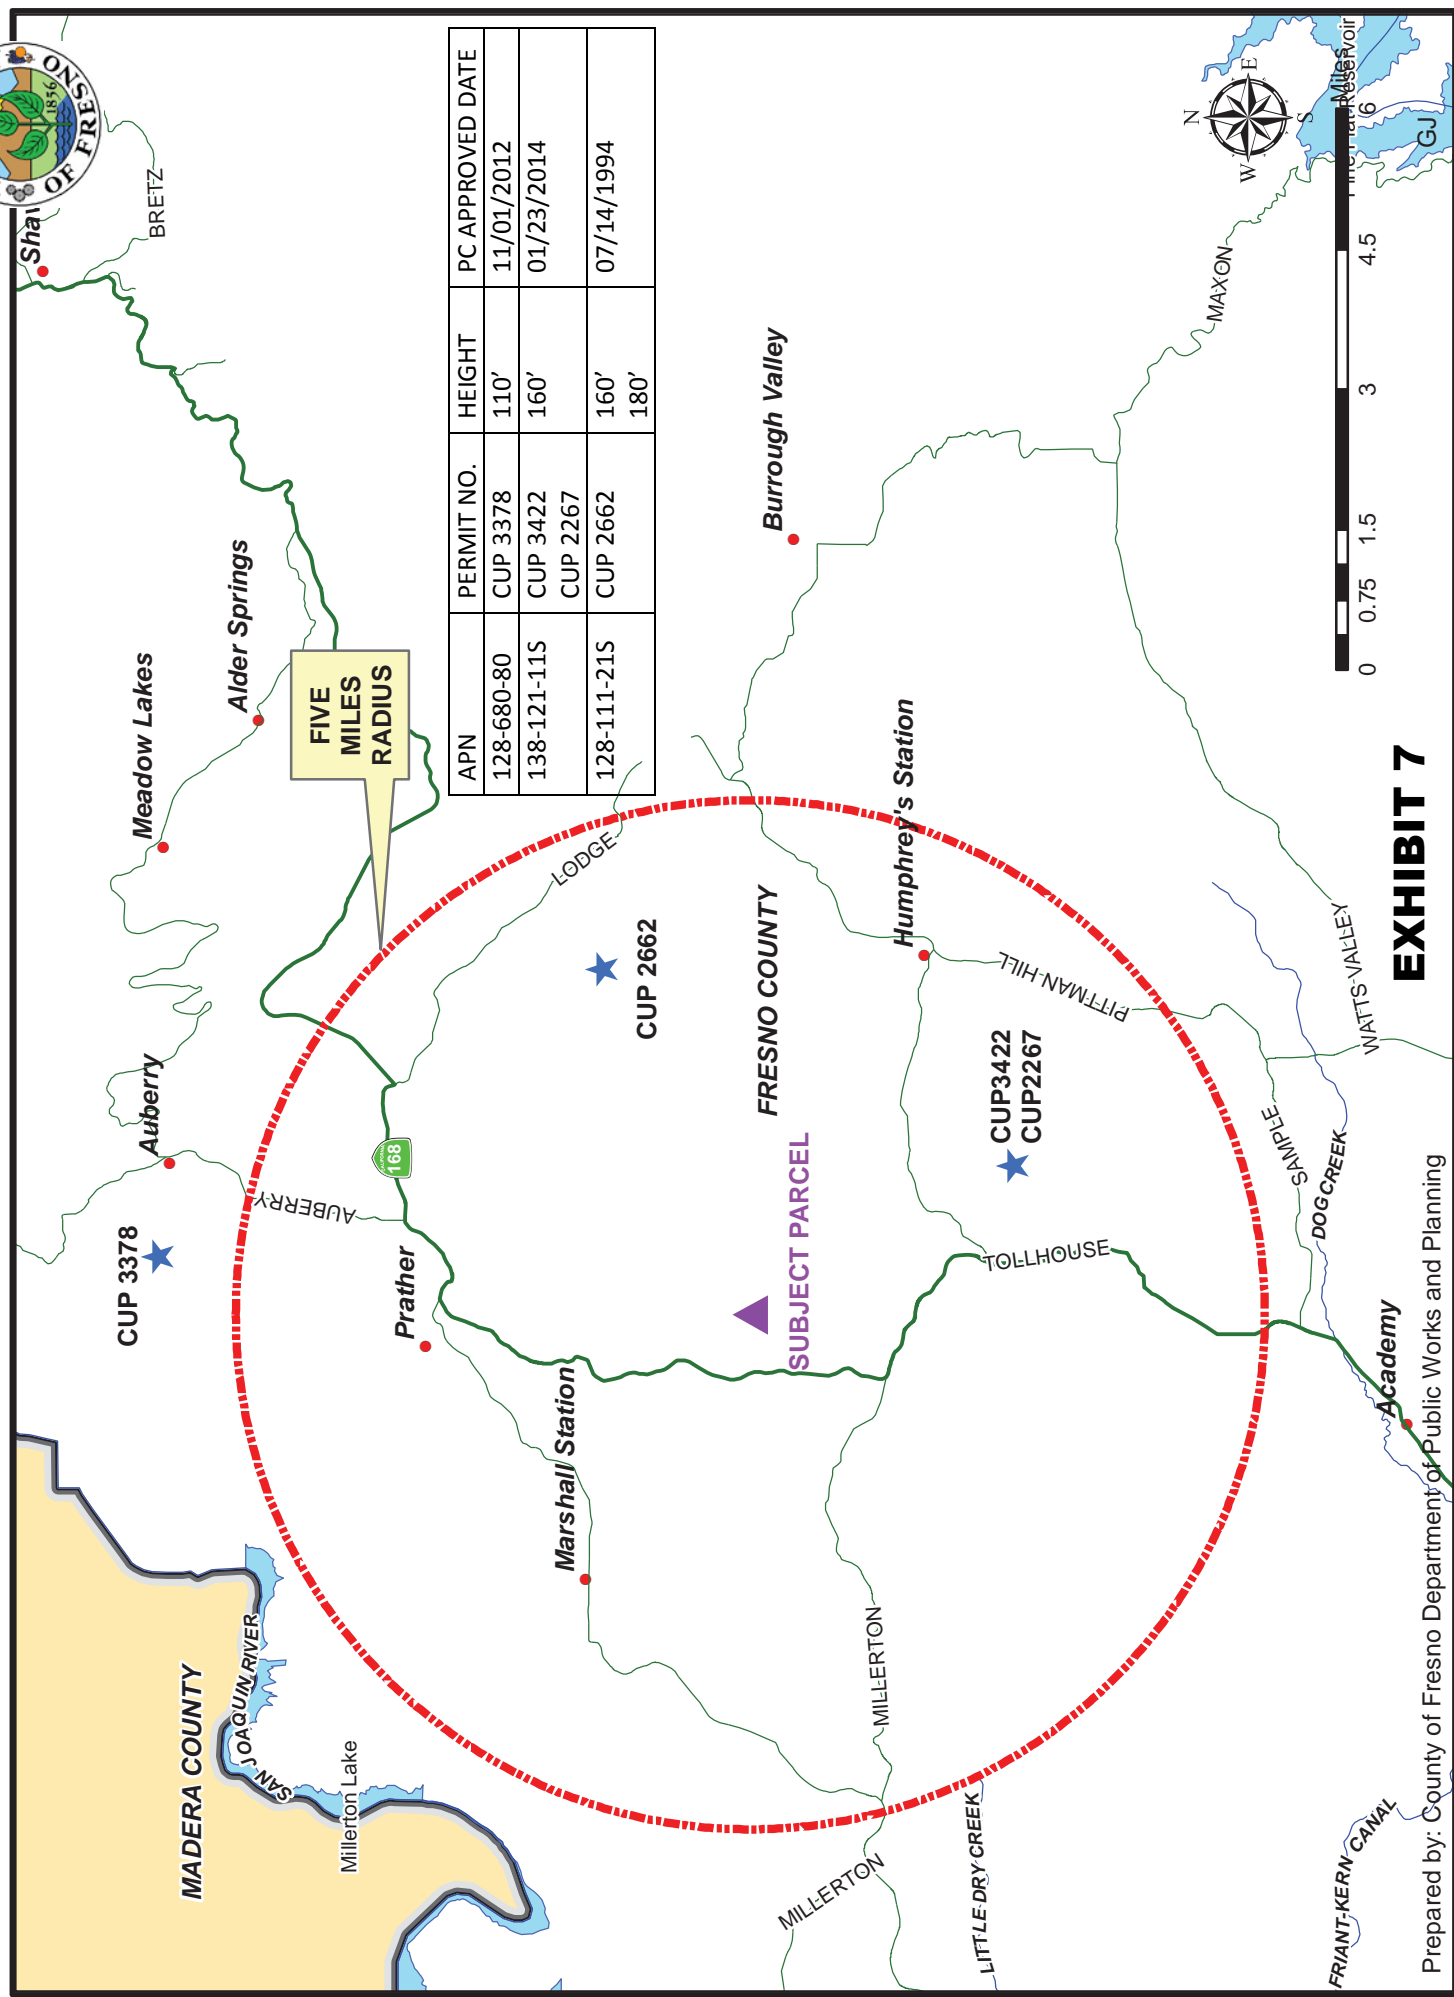 OF FRESNO
1856
BRETZ
Meadow Lakes
Alder Springs
Auberry
CUP 3378
MADERA COUNTY
SAN JOAQUIN RIVER
Millerton Lake
FIVE
MILES
RADIUS
APN PERMIT NO. HEIGHT PC APPROVED DATE
128-680-80 CUP 3378 110’ 11/01/2012
138-121-11S CUP 3422 160’ 01/23/2014
CUP 2267
128-111-21S CUP 2662 160’ 07/14/1994
180’
AUBERRY
CALIFORNIA
168
Prather
LODGE
Marshall Station
CUP 2662
SUBJECT PARCEL
FRESNO COUNTY
Burrough Valley
Humphrey's Station
MILLERTON
MILLERTON
TOLLHOUSE
CUP3422
CUP2267
PITTMAN HILL
LITTLE DRY CREEK
MAXON
N
W
E
S
SAMPLE
DOG CREEK
WATTS VALLEY
Academy
FRIANT-KERN CANAL
Pine Flat Reservoir
Miles
0 0.75 1.5 3 4.5 6
EXHIBIT 7
GJ
Prepared by: County of Fresno Department of Public Works and Planning